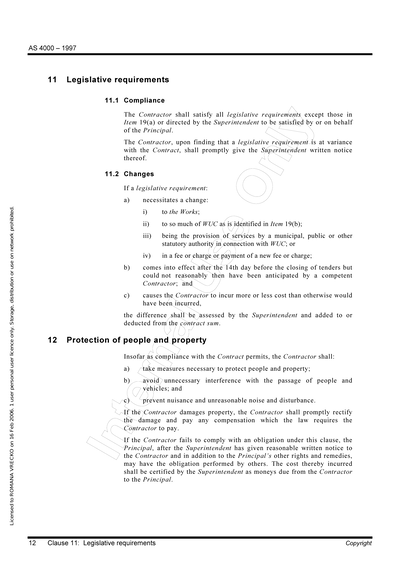 AS 4000 – 1997
11 Legislative requirements
11.1 Compliance
The Contractor shall satisfy all legislative requirements except those in
Item 19(a) or directed by the Superintendent to be satisfied by or on behalf
of the Principal.
The Contractor, upon finding that a legislative requirement is at variance
with the Contract, shall promptly give the Superintendent written notice
thereof.
11.2 Changes
If a legislative requirement:
a) necessitates a change:
i) to the Works;
ii) to so much of WUC as is identified in Item 19(b);
iii) being the provision of services by a municipal, public or other
statutory authority in connection with WUC; or
iv) in a fee or charge or payment of a new fee or charge;
b) comes into effect after the 14th day before the closing of tenders but
could not reasonably then have been anticipated by a competent
Contractor; and
c) causes the Contractor to incur more or less cost than otherwise would
have been incurred,
the difference shall be assessed by the Superintendent and added to or
deducted from the contract sum.
12 Protection of people and property
Insofar as compliance with the Contract permits, the Contractor shall:
a) take measures necessary to protect people and property;
b) avoid unnecessary interference with the passage of people and
vehicles; and
c) prevent nuisance and unreasonable noise and disturbance.
If the Contractor damages property, the Contractor shall promptly rectify
the damage and pay any compensation which the law requires the
Contractor to pay.
If the Contractor fails to comply with an obligation under this clause, the
Principal, after the Superintendent has given reasonable written notice to
the Contractor and in addition to the Principal's other rights and remedies,
may have the obligation performed by others. The cost thereby incurred
shall be certified by the Superintendent as moneys due from the Contractor
to the Principal.
12 Clause 11: Legislative requirements Copyright
Licensed to ROMANA VRECKO on 16 Feb 2006. 1 user personal user licence only. Storage, distribution or use on network prohibited.